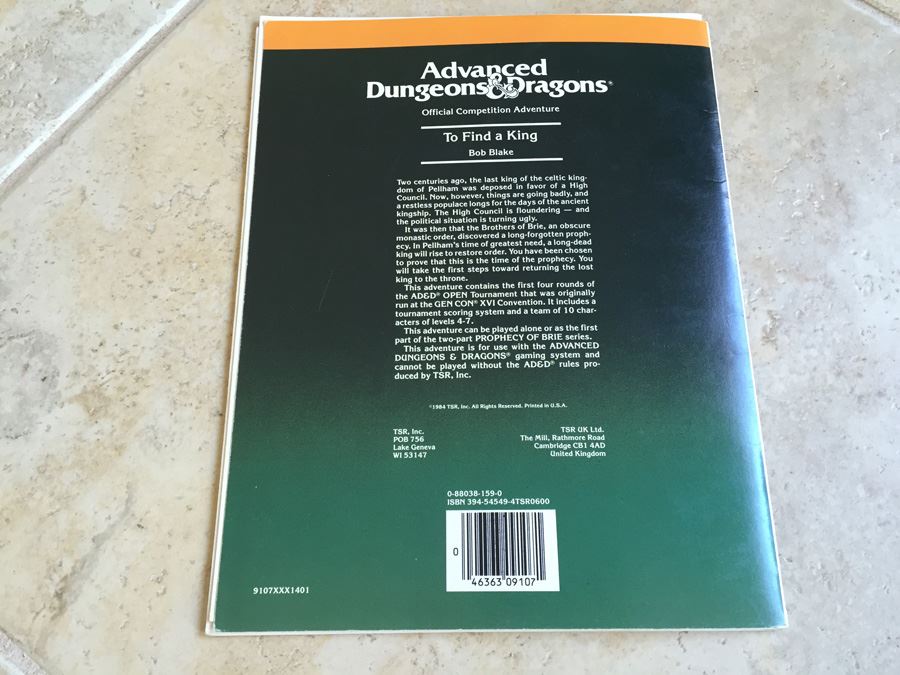 Advanced
Dungeons & Dragons®
Official Competition Adventure
To Find a King
Bob Blake
Two centuries ago, the last king of the celtic king-
dom of Pellham was deposed in favor of a High
Council. Now, however, things are going badly, and
a restless populace longs for the days of the ancient
kingship. The High Council is floundering — and
the political situation is turning ugly.
It was then that the Brothers of Brie, an obscure
monastic order, discovered a long-forgotten proph-
ecy. In Pellham's time of greatest need, a long-dead
king will rise to restore order. You have been chosen
to prove that this is the time of the prophecy. You
will take the first steps toward returning the lost
king to the throne.
This adventure contains the first four rounds of
the AD&D® OPEN Tournament that was originally
run at the GEN CON® XVI Convention. It includes a
tournament scoring system and a team of 10 char-
acters of levels 4-7.
This adventure can be played alone or as the first
part of the two-part PROPHECY OF BRIE series.
This adventure is for use with the ADVANCED
DUNGEONS & DRAGONS® gaming system and
cannot be played without the AD&D® rules pro-
duced by TSR, Inc.
©1984 TSR, Inc. All Rights Reserved. Printed in U.S.A.
TSR, Inc.
POB 756
Lake Geneva
WI 53147
TSR UK Ltd.
The Mill, Rathmore Road
Cambridge CB1 4AD
United Kingdom
0-88038-159-0
ISBN 394-54549-4TSR0600
0 46363 09107
9107XXX1401